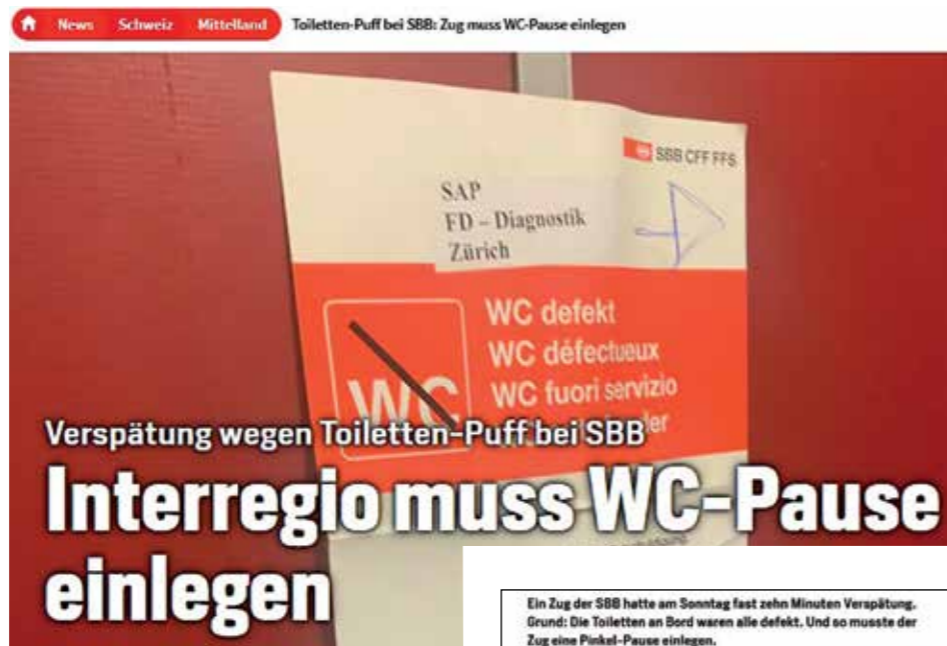 News Schweiz Mittelland Toiletten-Puff bei SBB: Zug muss WC-Pause einlegen
SBB CFF FFS
SAP
FD – Diagnostik
Zürich
WC defekt
WC défectueux
WC fuori servizio
WC
Verspätung wegen Toiletten-Puff bei SBB
Interregio muss WC-Pause
einlegen
Ein Zug der SBB hatte am Sonntag fast zehn Minuten Verspätung.
Grund: Die Toiletten an Bord waren alle defekt. Und so musste der
Zug eine Pinkel-Pause einlegen.